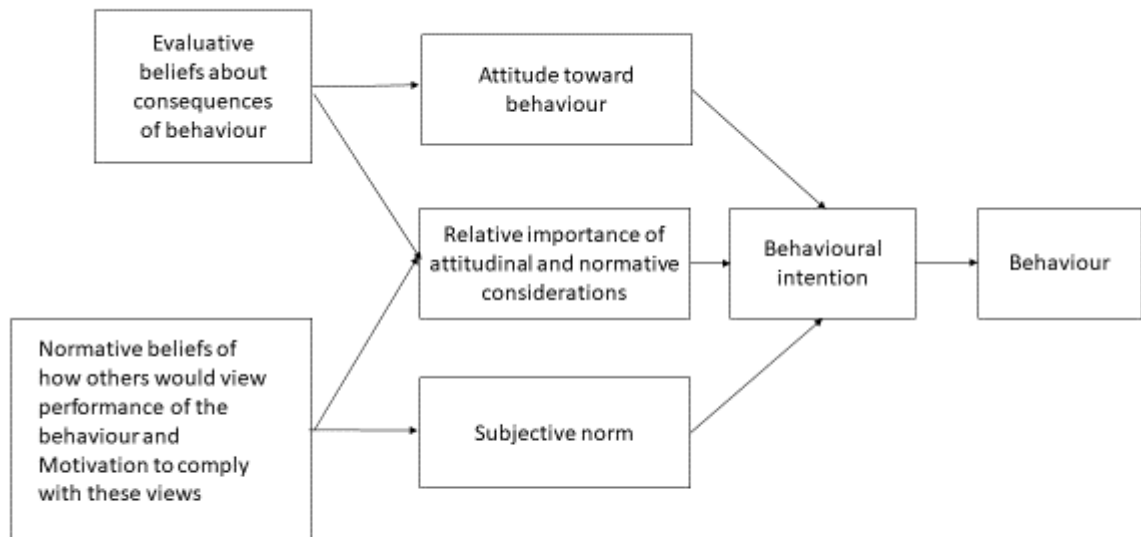 Evaluative
beliefs about
consequences
of behaviour
Attitude toward
behaviour
Relative importance of
attitudinal and normative
considerations
Behavioural
intention
Behaviour
Normative beliefs of
how others would view
performance of the
behaviour and
Motivation to comply
with these views
Subjective norm